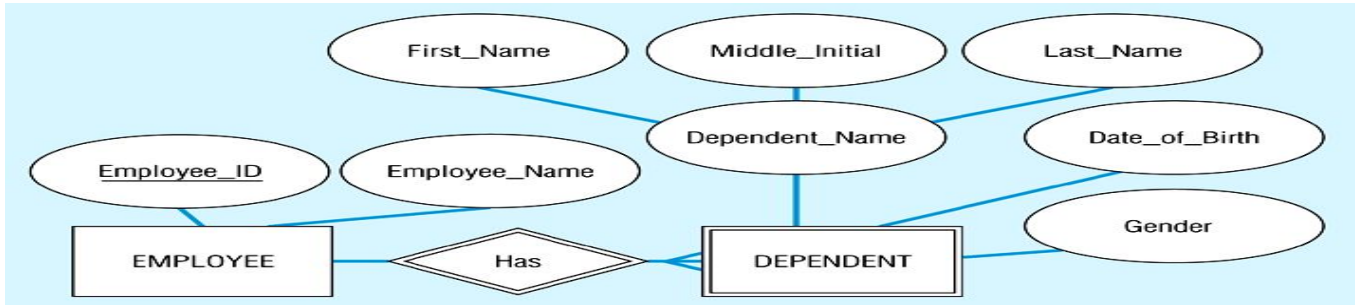 First_Name
Middle_Initial
Last_Name
Dependent_Name
Date_of_Birth
Employee_ID
Employee_Name
Gender
EMPLOYEE
Has
DEPENDENT